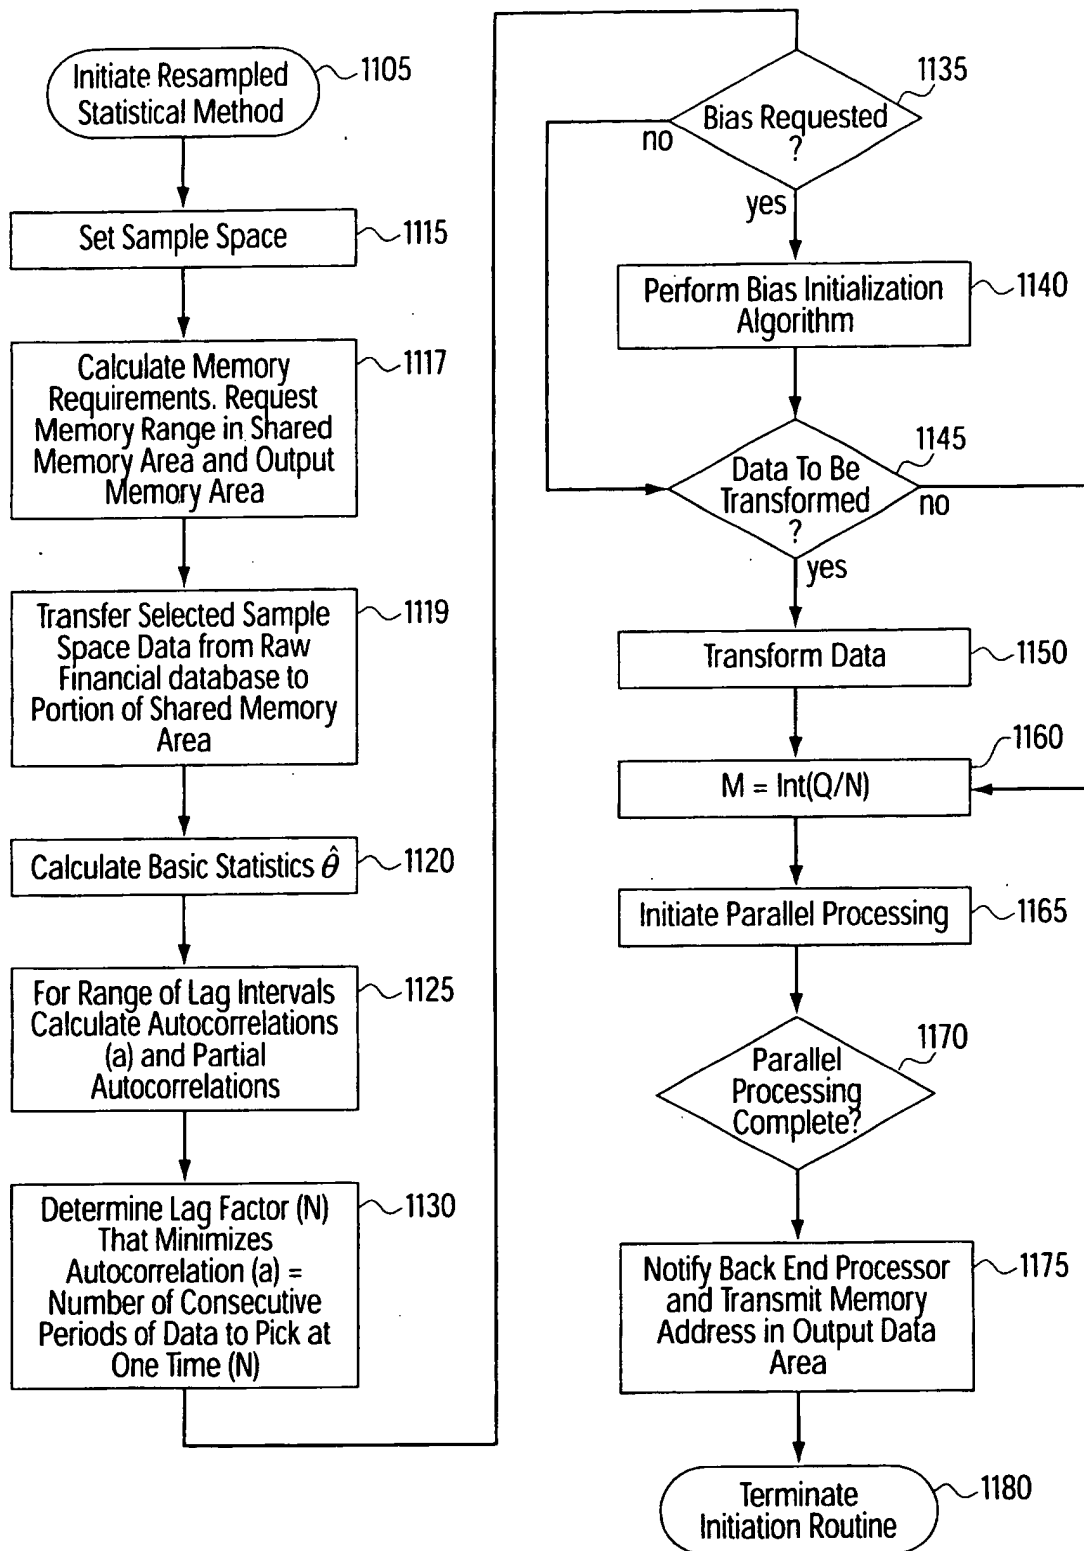 Initiate Resampled
Statistical Method
1105
Set Sample Space
1115
Calculate Memory
Requirements. Request
Memory Range in Shared
Memory Area and Output
Memory Area
1117
Transfer Selected Sample
Space Data from Raw
Financial database to
Portion of Shared Memory
Area
1119
Calculate Basic Statistics θ̂
1120
For Range of Lag Intervals
Calculate Autocorrelations
(a) and Partial
Autocorrelations
1125
Determine Lag Factor (N)
That Minimizes
Autocorrelation (a) =
Number of Consecutive
Periods of Data to Pick at
One Time (N)
1130
Bias Requested
?
1135
no
yes
Perform Bias Initialization
Algorithm
1140
Data To Be
Transformed
?
1145
no
yes
Transform Data
1150
M = Int(Q/N)
1160
Initiate Parallel Processing
1165
Parallel
Processing
Complete?
1170
Notify Back End Processor
and Transmit Memory
Address in Output Data
Area
1175
Terminate
Initiation Routine
1180